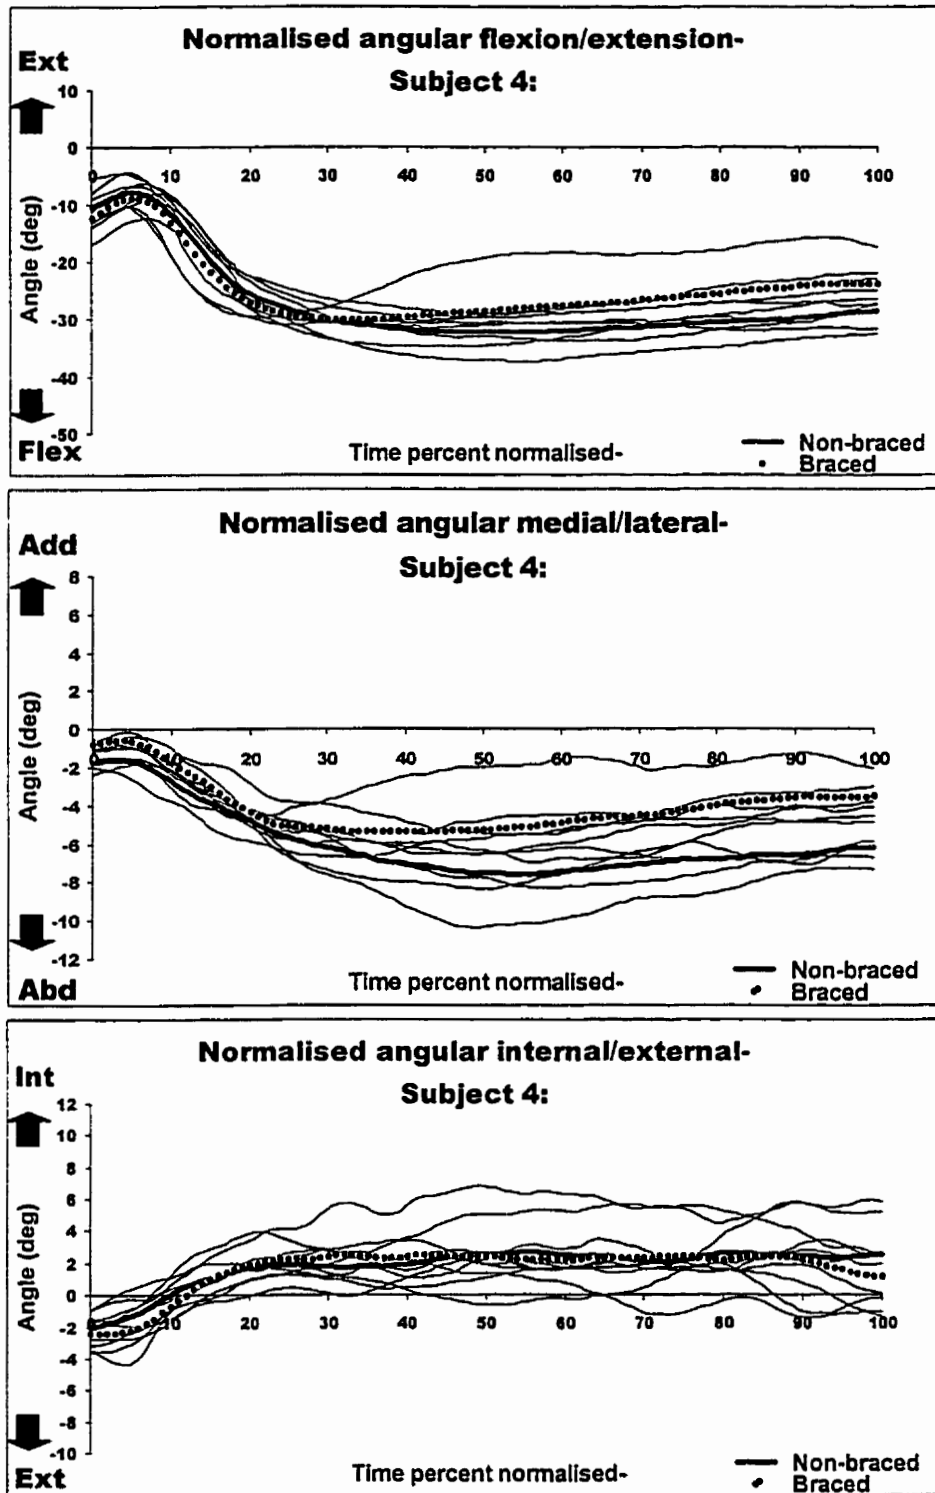 Normalised angular flexion/extension-
Ext
Subject 4:
10
0
0 10 20 30 40 50 60 70 80 90 100
-10
-20
-30
-40
-50
Angle (deg)
Flex
Time percent normalised-
Non-braced
Braced
Normalised angular medial/lateral-
Add
Subject 4:
8
6
4
2
0
0 10 20 30 40 50 60 70 80 90 100
-2
-4
-6
-8
-10
-12
Angle (deg)
Abd
Time percent normalised-
Non-braced
Braced
Normalised angular internal/external-
Int
Subject 4:
12
10
8
6
4
2
0
0 10 20 30 40 50 60 70 80 90 100
-2
-4
-6
-8
-10
Angle (deg)
Ext
Time percent normalised-
Non-braced
Braced